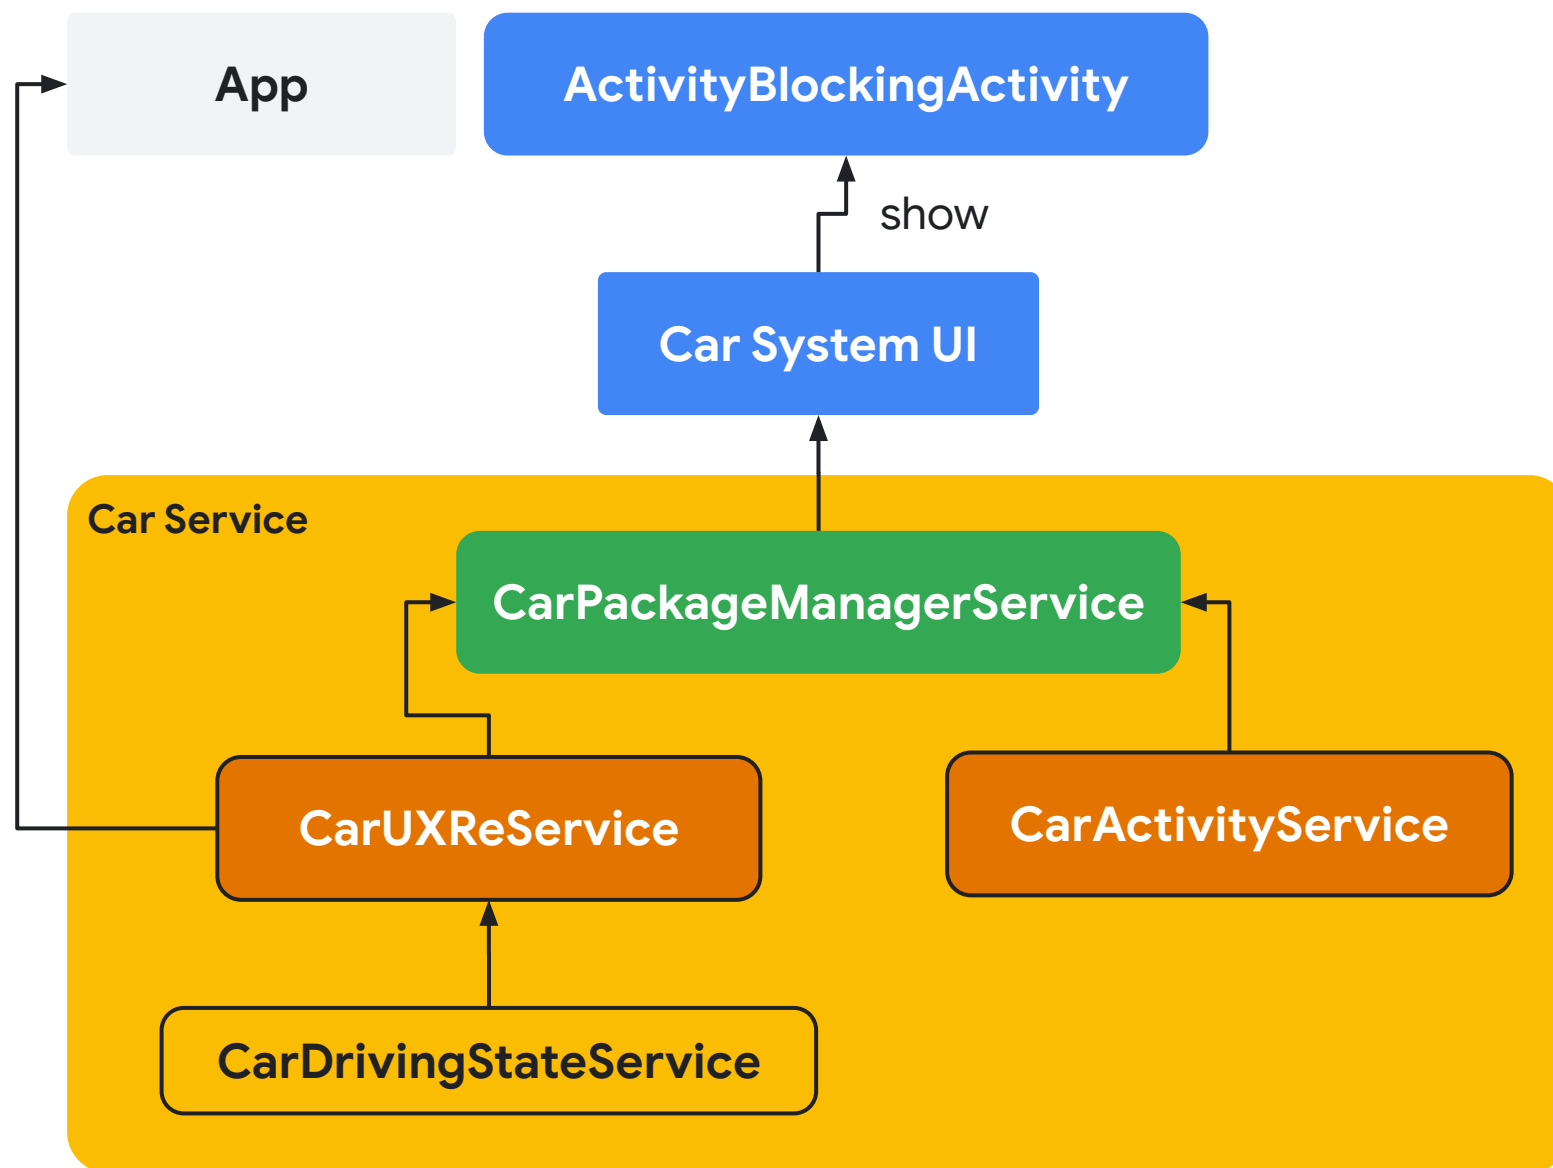 App
ActivityBlockingActivity
show
Car System UI
Car Service
CarPackageManagerService
CarUXReService
CarActivityService
CarDrivingStateService